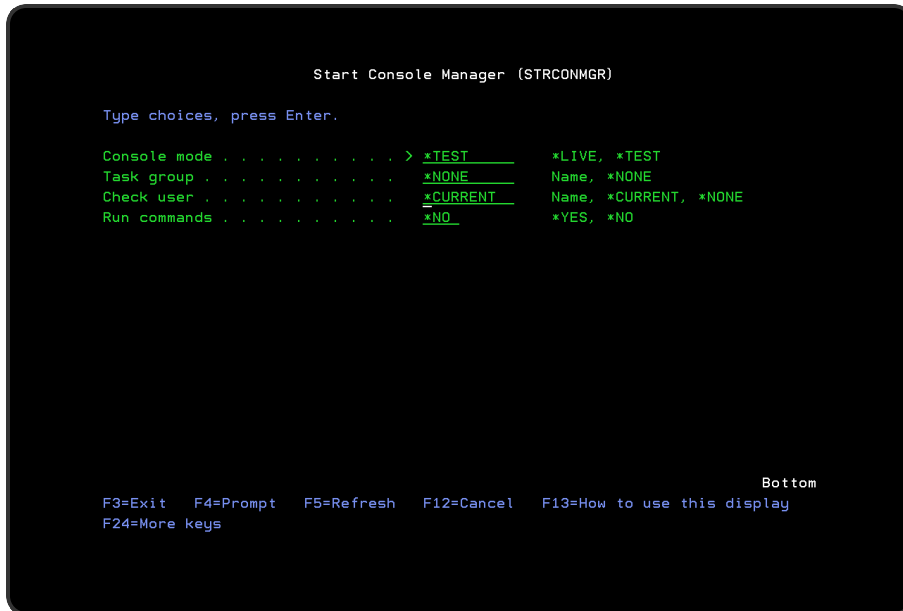 Start Console Manager (STRCONMGR)
Type choices, press Enter.
Console mode . . . . . . . . . . > *TEST *LIVE, *TEST
Task group . . . . . . . . . . . *NONE Name, *NONE
Check user . . . . . . . . . . . *CURRENT Name, *CURRENT, *NONE
Run commands . . . . . . . . . . *NO *YES, *NO
Bottom
F3=Exit F4=Prompt F5=Refresh F12=Cancel F13=How to use this display
F24=More keys